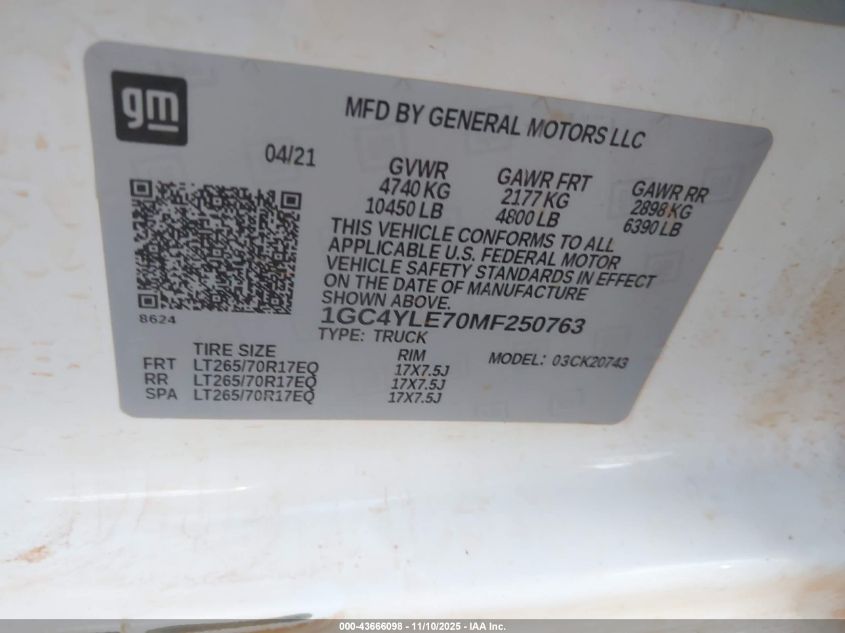 gm
MFD BY GENERAL MOTORS LLC
04/21
GVWR GAWR FRT GAWR RR
4740 KG 2177 KG 2898 KG
10450 LB 4800 LB 6390 LB
THIS VEHICLE CONFORMS TO ALL
APPLICABLE U.S. FEDERAL MOTOR
VEHICLE SAFETY STANDARDS IN EFFECT
ON THE DATE OF MANUFACTURE
SHOWN ABOVE.
8624
1GC4YLE70MF250763
TYPE: TRUCK
MODEL: 03CK20743
TIRE SIZE RIM
FRT LT265/70R17EQ 17X7.5J
RR LT265/70R17EQ 17X7.5J
SPA LT265/70R17EQ 17X7.5J
000-43666098 - 11/10/2025 - IAA Inc.